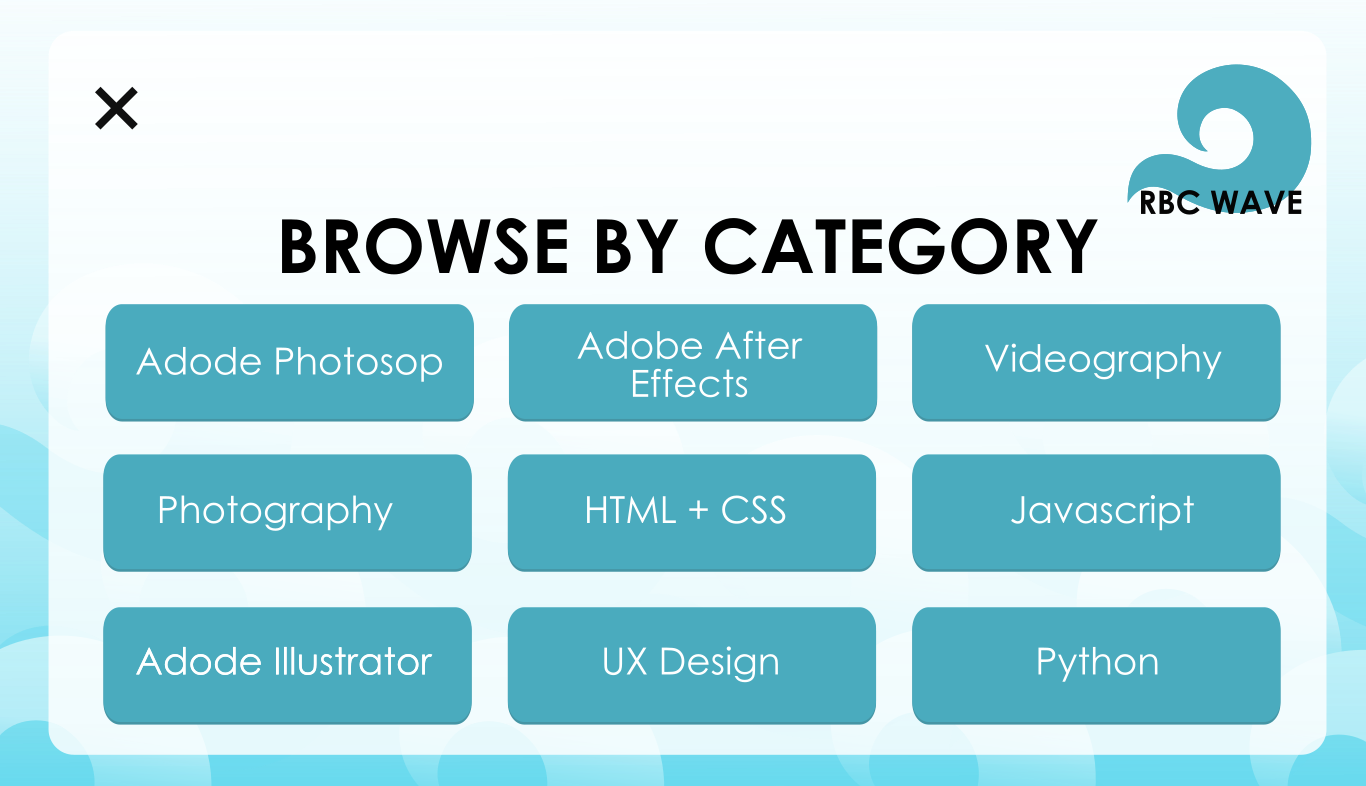 RBC WAVE
BROWSE BY CATEGORY
Adode Photosop
Adobe After
Effects
Videography
Photography
HTML + CSS
Javascript
Adode Illustrator
UX Design
Python